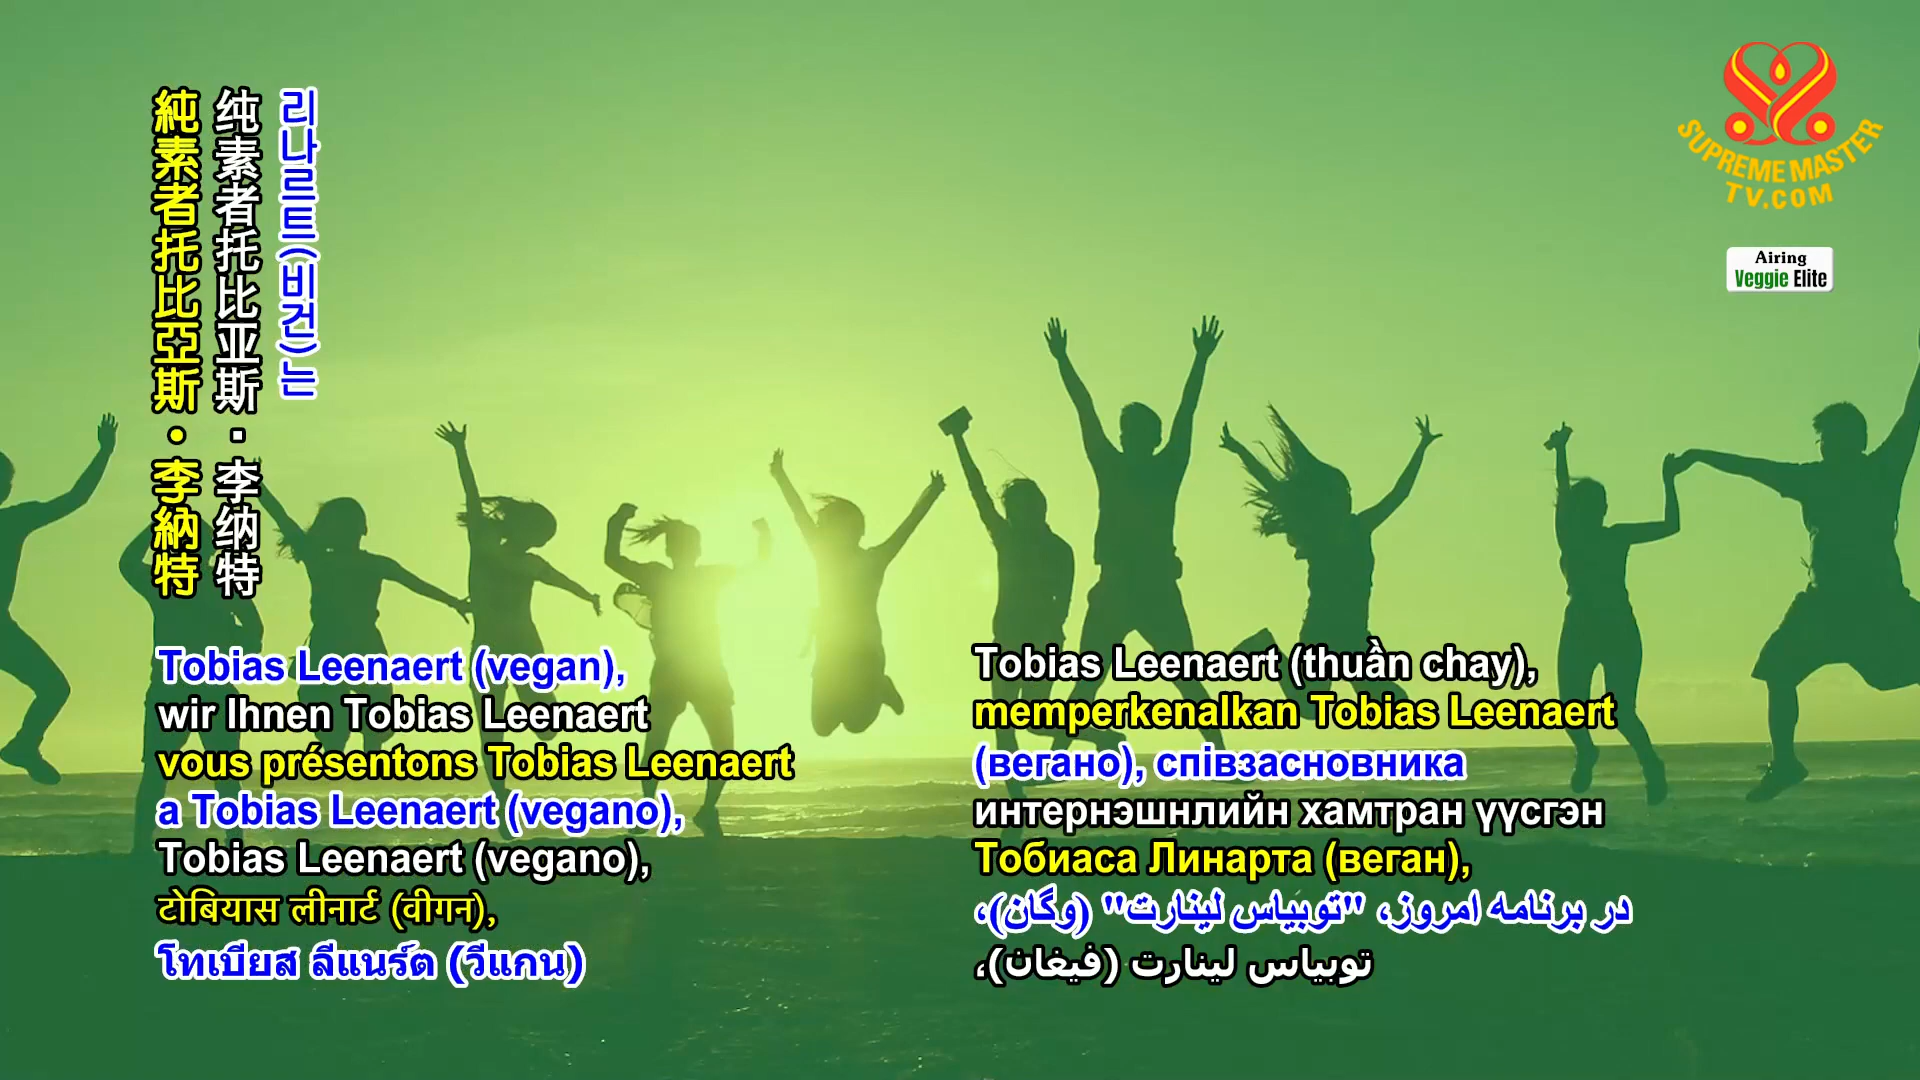 純素者托比亞斯・李納特
纯素者托比亚斯・李纳特
리나르트(비건)는
SUPREME MASTER
TV.COM
Airing
Veggie Elite
Tobias Leenaert (vegan),
wir Ihnen Tobias Leenaert
vous présentons Tobias Leenaert
a Tobias Leenaert (vegano),
Tobias Leenaert (vegano),
टोबियास लीनार्ट (वीगन),
โทเบียส ลีแนร์ต (วีแกน)
Tobias Leenaert (thuần chay),
memperkenalkan Tobias Leenaert
(вегано), співзасновника
интернэшнлийн хамтран үүсгэн
Тобиаса Линарта (веган),
در برنامه امروز، "توبیاس لینارت" (وگان)،
توبياس لينارت (فيغان)،